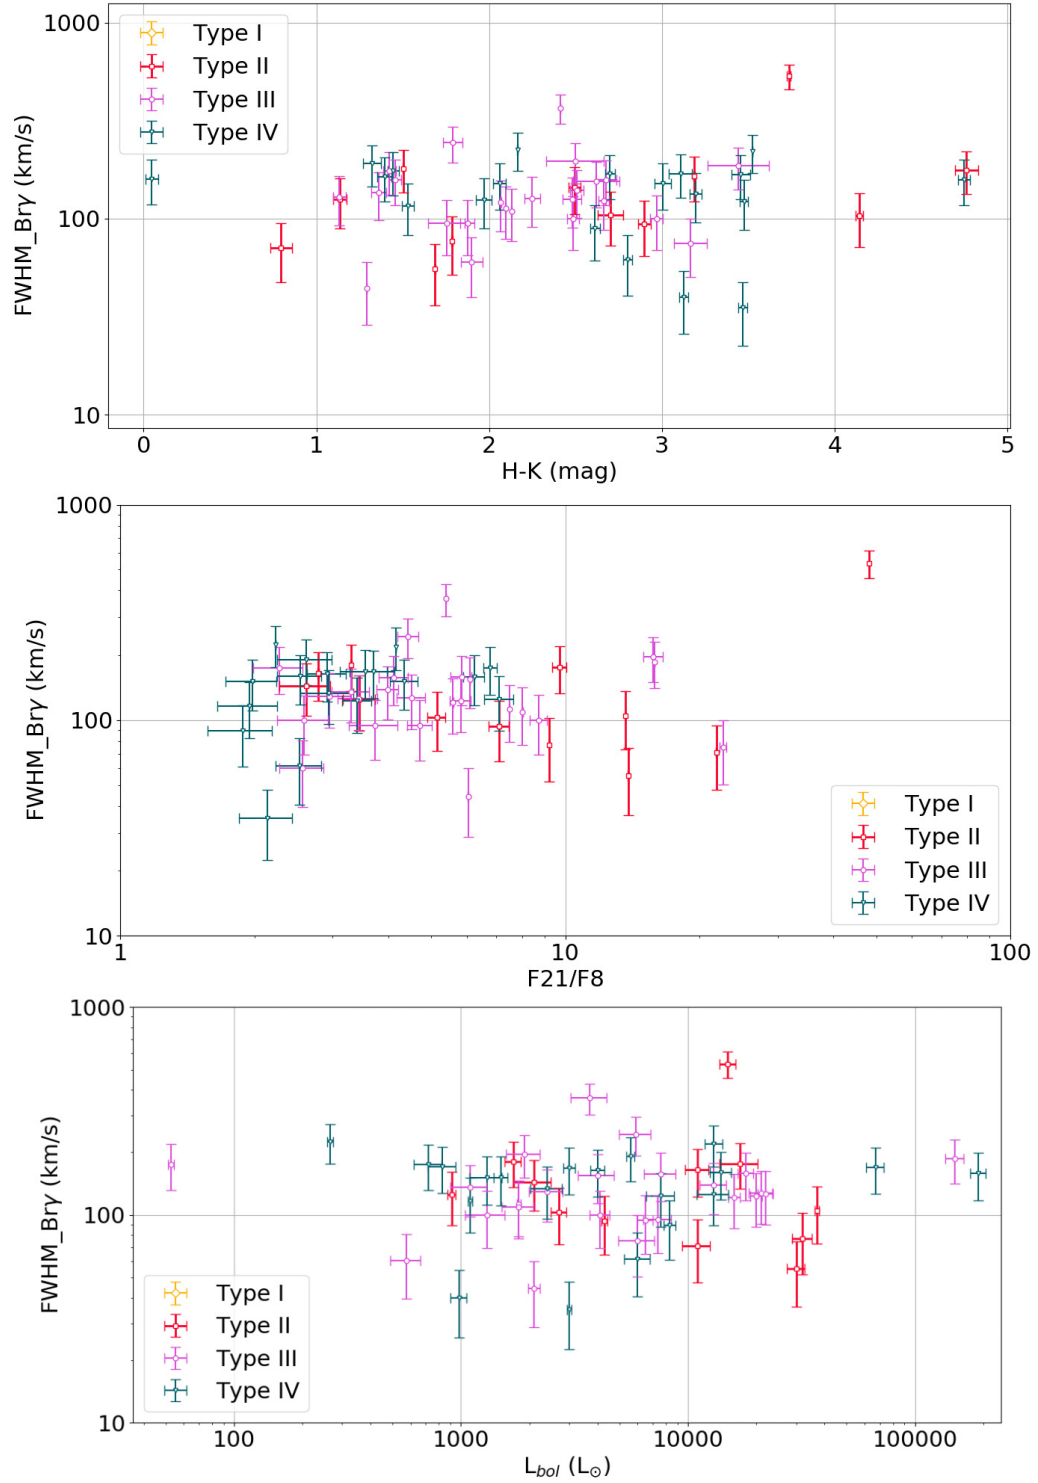 1000
100
10
FWHM_Brγ (km/s)
Type I
Type II
Type III
Type IV
0 1 2 3 4 5
H-K (mag)
1000
100
10
FWHM_Brγ (km/s)
Type I
Type II
Type III
Type IV
1 10 100
F21/F8
1000
100
10
FWHM_Brγ (km/s)
Type I
Type II
Type III
Type IV
100 1000 10000 100000
L_bol (L_⊙)